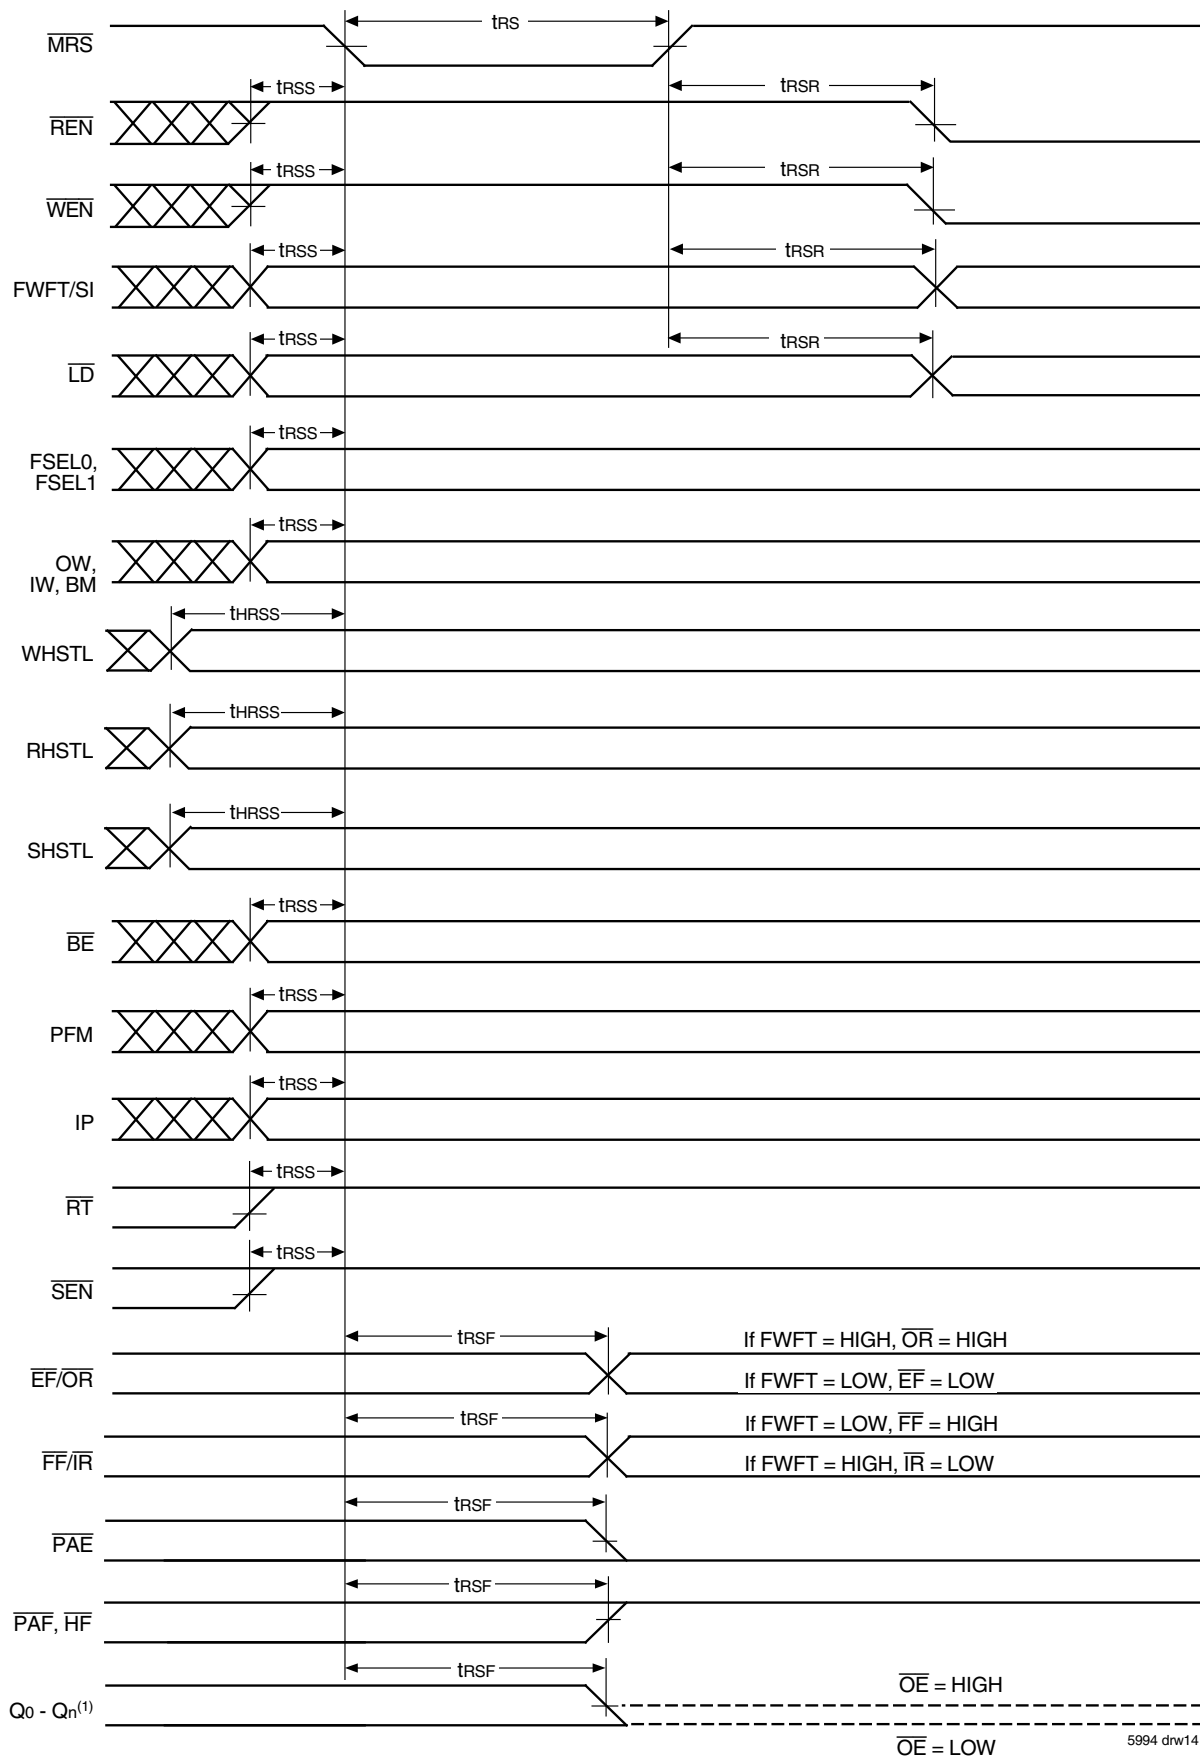 tRS
MRS
tRSS
tRSR
REN
tRSS
tRSR
WEN
tRSS
tRSR
FWFT/SI
tRSS
tRSR
LD
tRSS
FSEL0,
FSEL1
tRSS
OW,
IW, BM
tHRSS
WHSTL
tHRSS
RHSTL
tHRSS
SHSTL
tRSS
BE
tRSS
PFM
tRSS
IP
tRSS
RT
tRSS
SEN
tRSF
If FWFT = HIGH, OR = HIGH
EF/OR
If FWFT = LOW, EF = LOW
tRSF
If FWFT = LOW, FF = HIGH
FF/IR
If FWFT = HIGH, IR = LOW
tRSF
PAE
tRSF
PAF, HF
tRSF
OE = HIGH
Q0 - Qn(1)
OE = LOW
5994 drw14